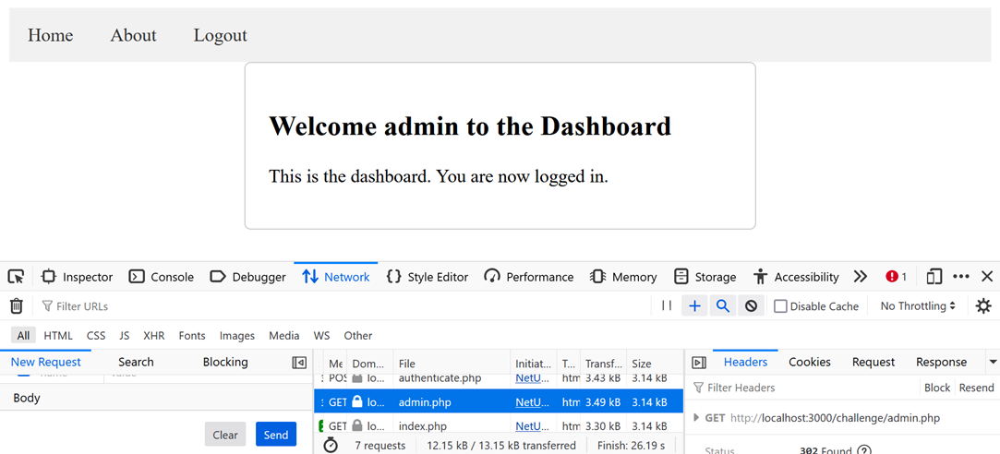 Home About Logout
Welcome admin to the Dashboard
This is the dashboard. You are now logged in.
Inspector Console Debugger Network Style Editor Performance Memory Storage Accessibility 1
Filter URLs Disable Cache No Throttling
All HTML CSS JS XHR Fonts Images Media WS Other
New Request Search Blocking
name value
Body
Clear Send
Me Dom... File Initiat... T... Transf... Size
POS lo... authenticate.php NetU... htm 3.43 kB 3.14 kB
GET lo... admin.php NetU... htm 3.49 kB 3.14 kB
GET lo... index.php NetU... htm 3.30 kB 3.14 kB
7 requests 12.15 kB / 13.15 kB transferred Finish: 26.19 s
Headers Cookies Request Response
Filter Headers Block Resend
GET http://localhost:3000/challenge/admin.php
Status 302 Found